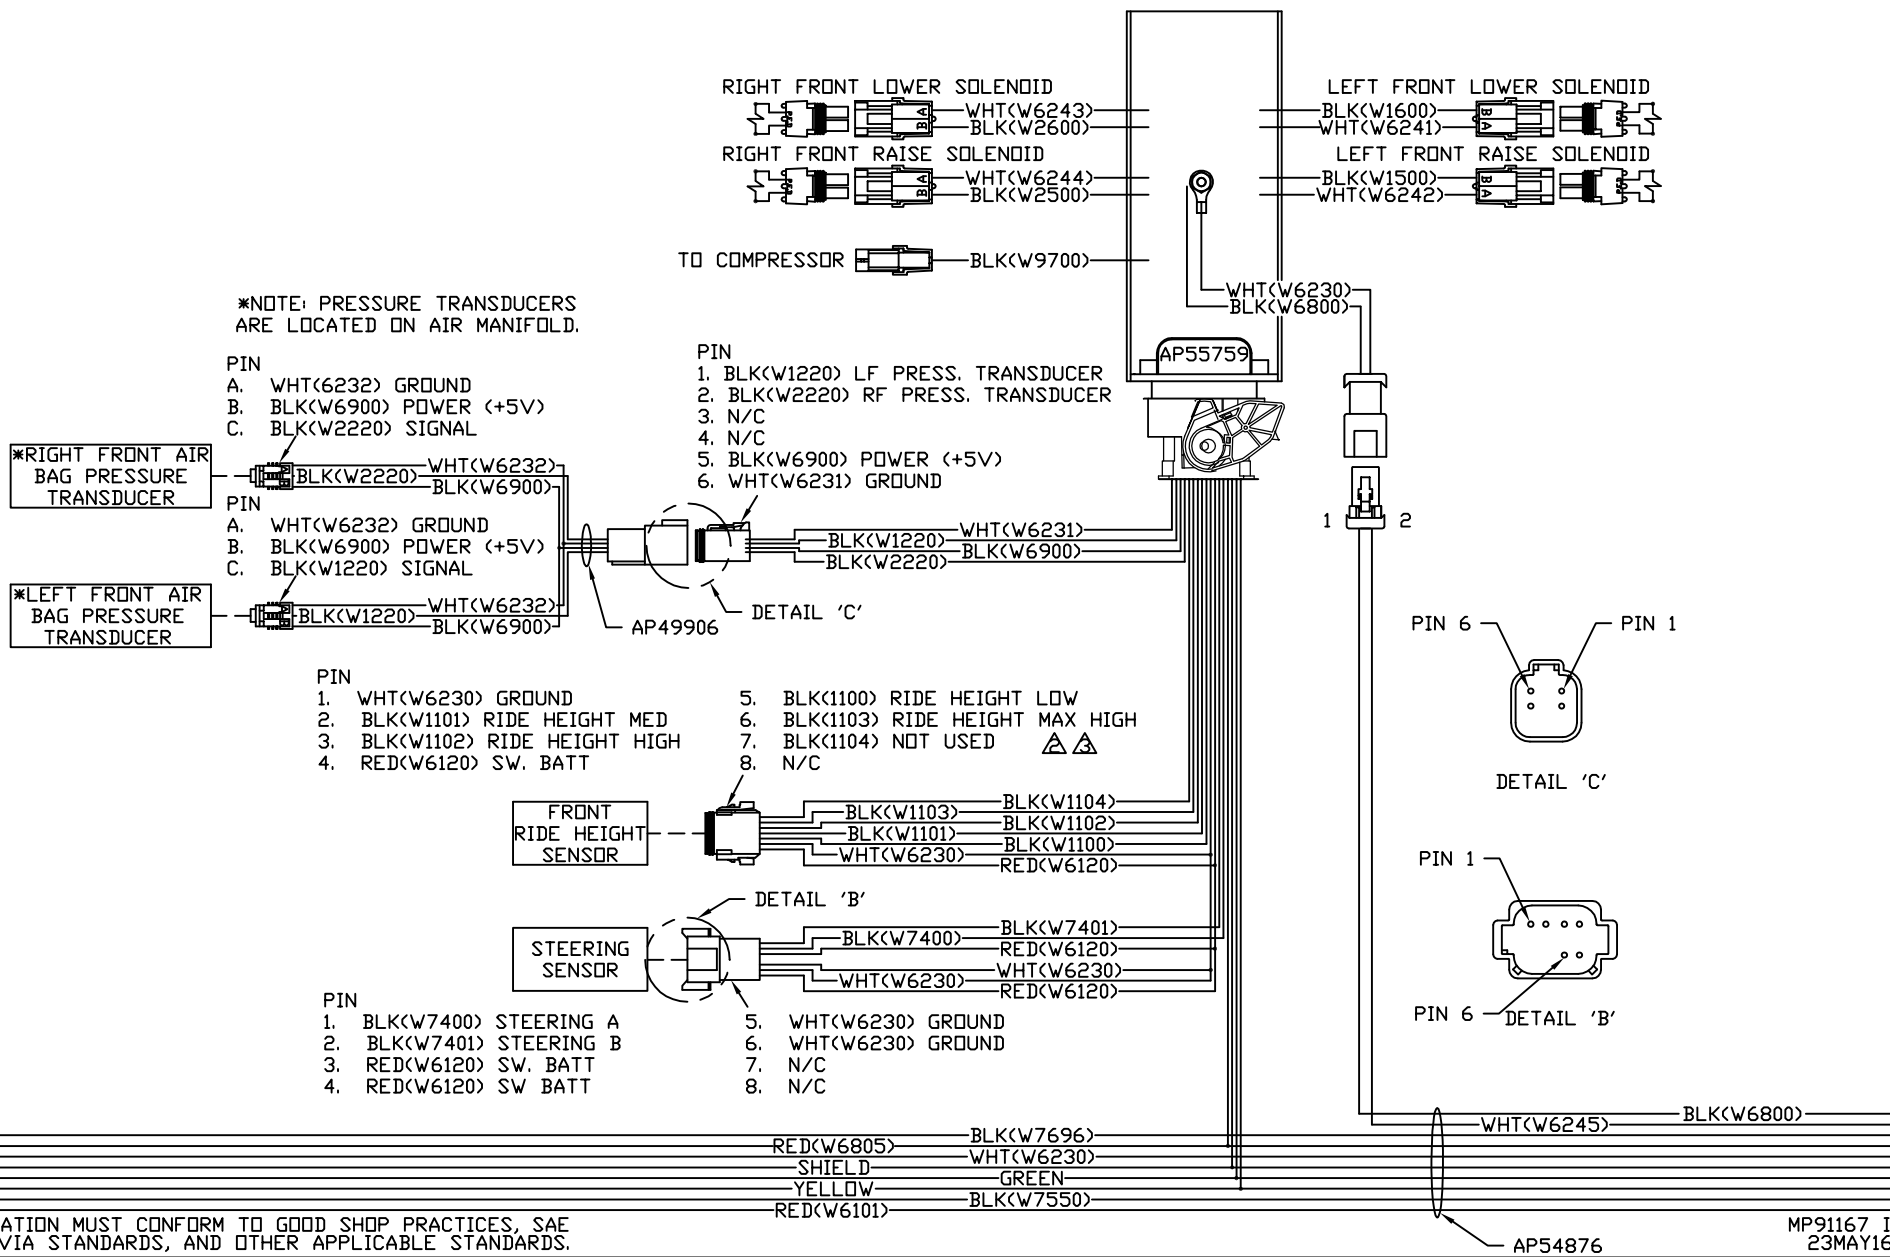 RIGHT FRONT LOWER SOLENOID
A
B
WHT(W6243)
BLK(W2600)
RIGHT FRONT RAISE SOLENOID
A
B
WHT(W6244)
BLK(W2500)
TO COMPRESSOR
BLK(W9700)
LEFT FRONT LOWER SOLENOID
BLK(W1600)
WHT(W6241)
B
A
LEFT FRONT RAISE SOLENOID
BLK(W1500)
WHT(W6242)
B
A
WHT(W6230)
BLK(W6800)
AP55759
1
2
*NOTE: PRESSURE TRANSDUCERS
ARE LOCATED ON AIR MANIFOLD.
PIN
A. WHT(6232) GROUND
B. BLK(W6900) POWER (+5V)
C. BLK(W2220) SIGNAL
*RIGHT FRONT AIR
BAG PRESSURE
TRANSDUCER
WHT(W6232)
BLK(W2220)
BLK(W6900)
PIN
A. WHT(W6232) GROUND
B. BLK(W6900) POWER (+5V)
C. BLK(W1220) SIGNAL
*LEFT FRONT AIR
BAG PRESSURE
TRANSDUCER
WHT(W6232)
BLK(W1220)
BLK(W6900)
AP49906
PIN
1. BLK(W1220) LF PRESS. TRANSDUCER
2. BLK(W2220) RF PRESS. TRANSDUCER
3. N/C
4. N/C
5. BLK(W6900) POWER (+5V)
6. WHT(W6231) GROUND
WHT(W6231)
BLK(W1220)
BLK(W6900)
BLK(W2220)
DETAIL 'C'
PIN
1. WHT(W6230) GROUND
2. BLK(W1101) RIDE HEIGHT MED
3. BLK(W1102) RIDE HEIGHT HIGH
4. RED(W6120) SW. BATT
5. BLK(1100) RIDE HEIGHT LOW
6. BLK(1103) RIDE HEIGHT MAX HIGH
7. BLK(1104) NOT USED 2 3
8. N/C
FRONT
RIDE HEIGHT
SENSOR
BLK(W1104)
BLK(W1103)
BLK(W1102)
BLK(W1101)
BLK(W1100)
WHT(W6230)
RED(W6120)
DETAIL 'B'
STEERING
SENSOR
BLK(W7401)
BLK(W7400)
RED(W6120)
WHT(W6230)
WHT(W6230)
RED(W6120)
PIN
1. BLK(W7400) STEERING A
2. BLK(W7401) STEERING B
3. RED(W6120) SW. BATT
4. RED(W6120) SW BATT
5. WHT(W6230) GROUND
6. WHT(W6230) GROUND
7. N/C
8. N/C
PIN 6
PIN 1
DETAIL 'C'
PIN 1
PIN 6
DETAIL 'B'
BLK(W6800)
WHT(W6245)
BLK(W7696)
RED(W6805)
WHT(W6230)
SHIELD
GREEN
YELLOW
BLK(W7550)
RED(W6101)
AP54876
ATION MUST CONFORM TO GOOD SHOP PRACTICES, SAE
VIA STANDARDS, AND OTHER APPLICABLE STANDARDS.
MP91167 I
23MAY16